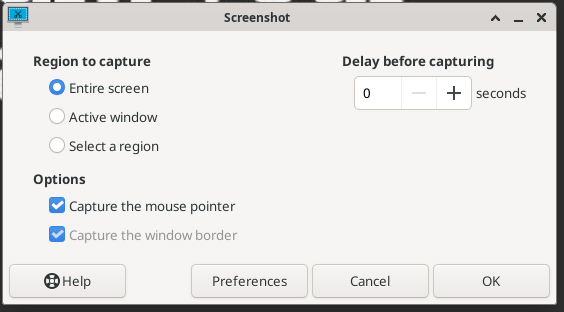 Screenshot
Region to capture
Entire screen
Active window
Select a region
Delay before capturing
0 seconds
Options
Capture the mouse pointer
Capture the window border
Help Preferences Cancel OK